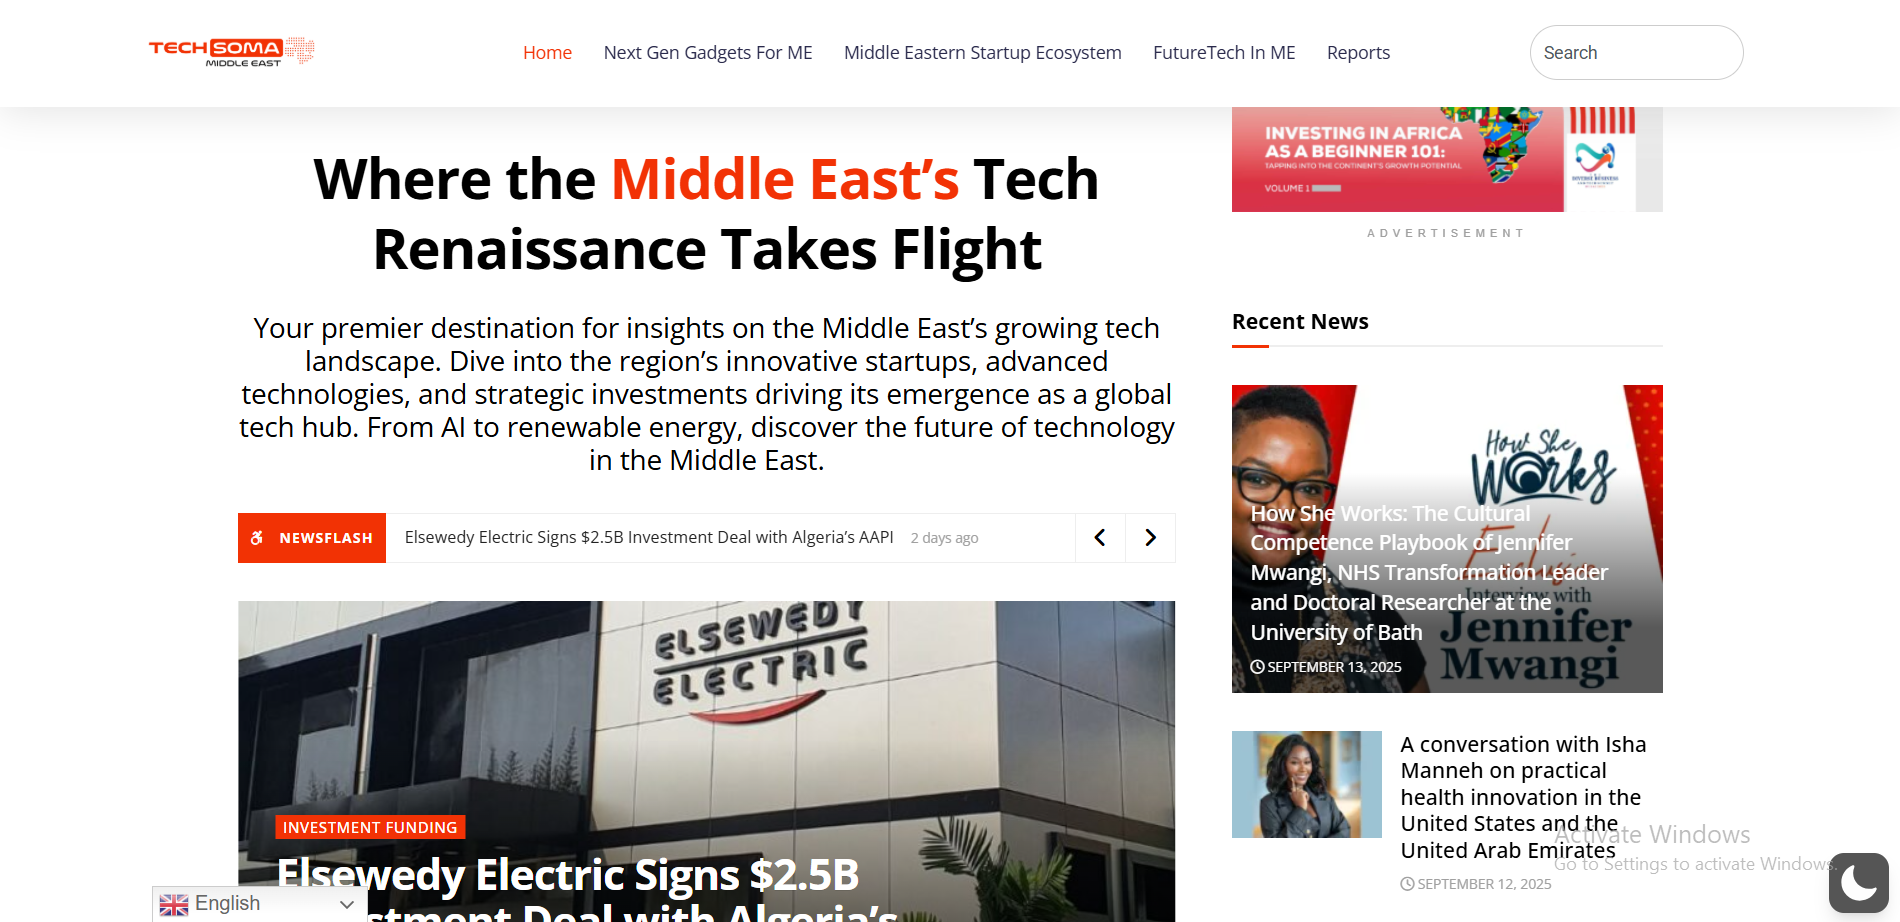 TECH SOMA
MIDDLE EAST
Home
Next Gen Gadgets For ME
Middle Eastern Startup Ecosystem
FutureTech In ME
Reports
Search
Where the Middle East’s Tech
Renaissance Takes Flight
Your premier destination for insights on the Middle East’s growing tech
landscape. Dive into the region’s innovative startups, advanced
technologies, and strategic investments driving its emergence as a global
tech hub. From AI to renewable energy, discover the future of technology
in the Middle East.
NEWSFLASH
Elsewedy Electric Signs $2.5B Investment Deal with Algeria’s AAPI
2 days ago
ELSEWEDY
ELECTRIC
INVESTMENT FUNDING
Elsewedy Electric Signs $2.5B
stment Deal with Algeria’s
English
INVESTING IN AFRICA
AS A BEGINNER 101:
TAPPING INTO THE CONTINENT'S GROWTH POTENTIAL
VOLUME 1
ADVERTISEMENT
Recent News
How She
Works
Interview with
Jennifer
Mwangi
How She Works: The Cultural
Competence Playbook of Jennifer
Mwangi, NHS Transformation Leader
and Doctoral Researcher at the
University of Bath
SEPTEMBER 13, 2025
A conversation with Isha
Manneh on practical
health innovation in the
United States and the
United Arab Emirates
SEPTEMBER 12, 2025
Activate Windows
Go to Settings to activate Windows.